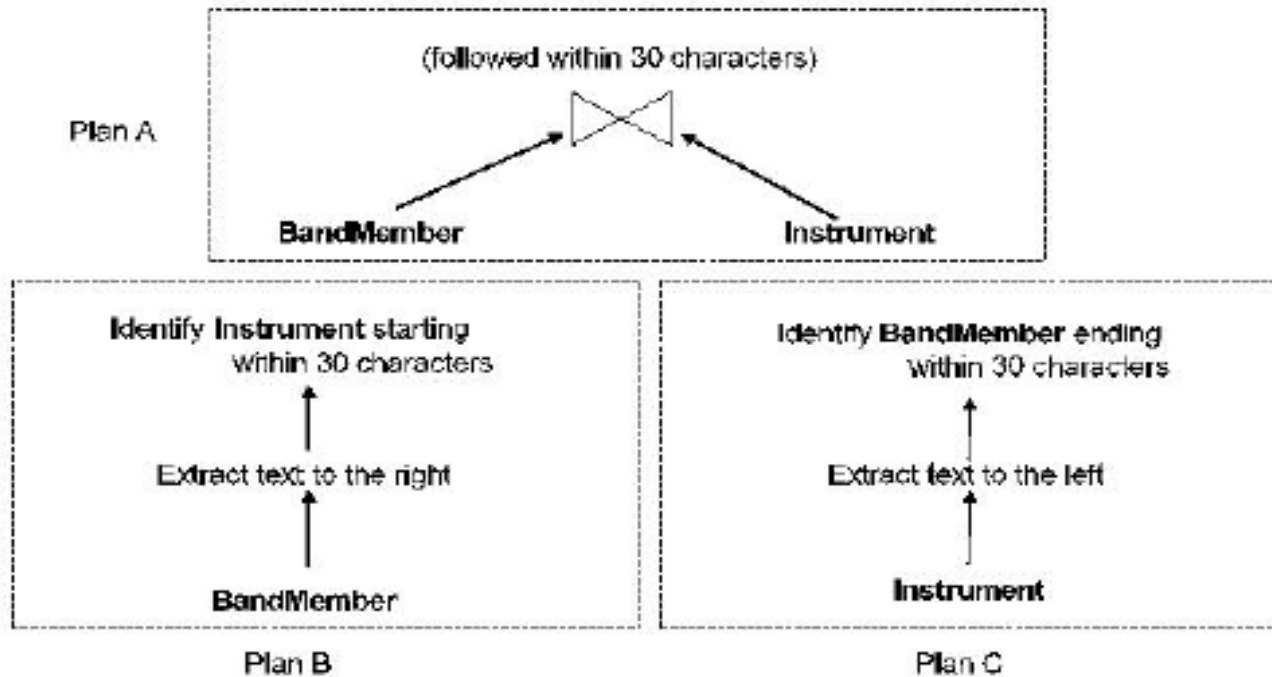 (followed within 30 characters)
Plan A
BandMember
Instrument
Identify Instrument starting
within 30 characters
Extract text to the right
BandMember
Plan B
Identify BandMember ending
within 30 characters
Extract text to the left
Instrument
Plan C